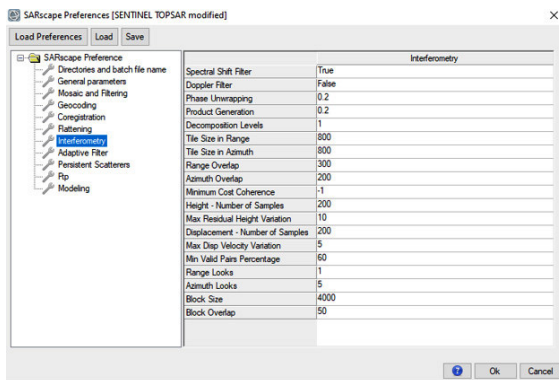 SARscape Preferences [SENTINEL TOPSAR modified]
Load Preferences Load Save
SARscape Preference
Directories and batch file name
General parameters
Mosaic and Filtering
Geocoding
Coregistration
Flattening
Interferometry
Adaptive Filter
Persistent Scatterers
Rtp
Modeling
Interferometry
Spectral Shift Filter True
Doppler Filter False
Phase Unwrapping 0.2
Product Generation 0.2
Decomposition Levels 1
Tile Size in Range 800
Tile Size in Azimuth 800
Range Overlap 300
Azimuth Overlap 200
Minimum Cost Coherence -1
Height - Number of Samples 200
Max Residual Height Variation 10
Displacement - Number of Samples 200
Max Disp Velocity Variation 5
Min Valid Pairs Percentage 60
Range Looks 1
Azimuth Looks 5
Block Size 4000
Block Overlap 50
? Ok Cancel